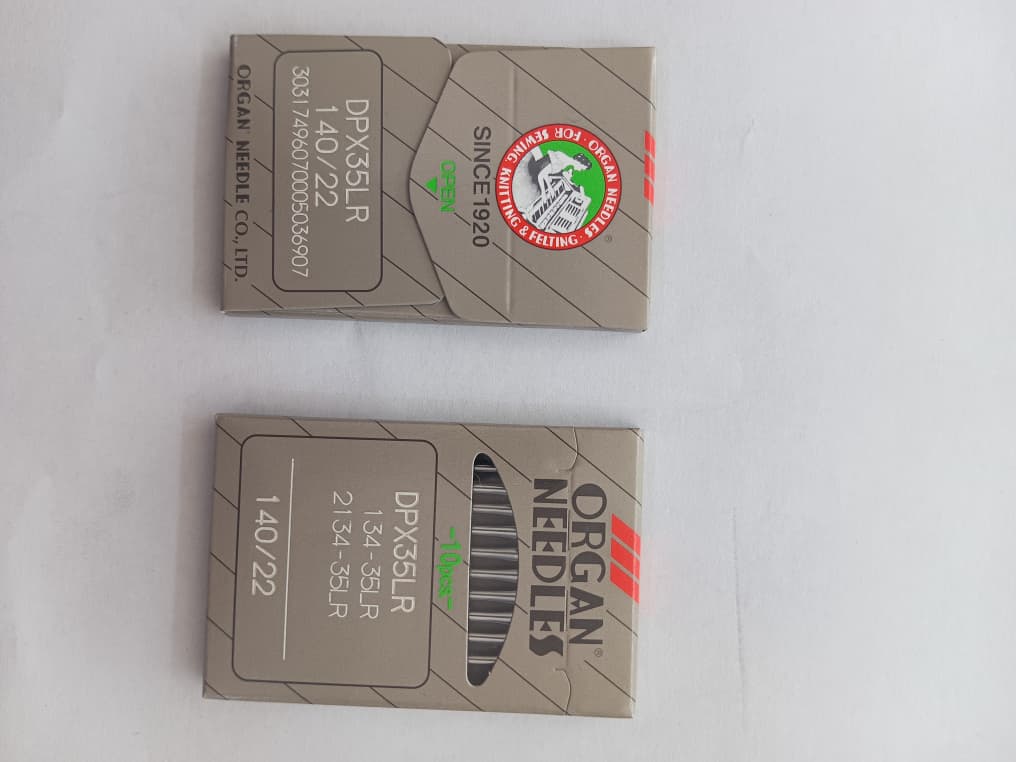 ORGAN NEEDLES · FOR SEWING, KNITTING & FELTING ·
®
SINCE 1920
OPEN
DPX35LR
140/22
30317496070005036907
ORGAN NEEDLE CO., LTD.
ORGAN®
NEEDLES
-10pcs-
DPX35LR
134-35LR
2134-35LR
140/22